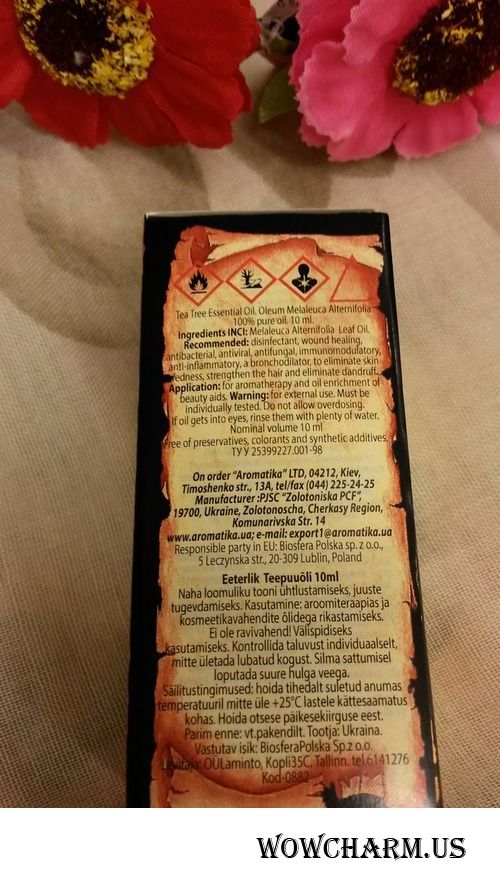 Tea Tree Essential Oil. Oleum Melaleuca Alternifolia
100% pure oil. 10 ml.
Ingredients INCI: Melaleuca Alternifolia Leaf Oil.
Recommended: disinfectant, wound healing,
antibacterial, antiviral, antifungal, immunomodulatory,
anti-inflammatory, a bronchodilator, to eliminate skin
redness, strengthen the hair and eliminate dandruff.
Application: for aromatherapy and oil enrichment of
beauty aids. Warning: for external use. Must be
individually tested. Do not allow overdosing.
If oil gets into eyes, rinse them with plenty of water.
Nominal volume 10 ml
Free of preservatives, colorants and synthetic additives.
ТУ У 25399227.001-98
On order "Aromatika" LTD, 04212, Kiev,
Timoshenko str., 13A, tel/fax (044) 225-24-25
Manufacturer :PJSC "Zolotoniska PCF",
19700, Ukraine, Zolotonoscha, Cherkasy Region,
Komunarivska Str. 14
www.aromatika.ua; e-mail: export1@aromatika.ua
Responsible party in EU: Biosfera Polska sp. z o.o.,
5 Leczynska str., 20-309 Lublin, Poland
Eeterlik Teepuuõli 10ml
Naha loomuliku tooni ühtlustamiseks, juuste
tugevdamiseks. Kasutamine: aroomiteraapias ja
kosmeetikavahendite õlidega rikastamiseks.
Ei ole ravivahend! Välispidiseks
kasutamiseks. Kontrollida taluvust individuaalselt,
mitte ületada lubatud kogust. Silma sattumisel
loputada suure hulga veega.
Säilitustingimused: hoida tihedalt suletud anumas
temperatuuril mitte üle +25°C lastele kättesaamatus
kohas. Hoida otsese päikesekiirguse eest.
Parim enne: vt.pakendilt. Tootja: Ukraina.
Vastutav isik: BiosferaPolska Sp.z o.o.
OÜLaminto, Kopli35C, Tallinn. tel.6141276
Kod-0882
WOWCHARM.US